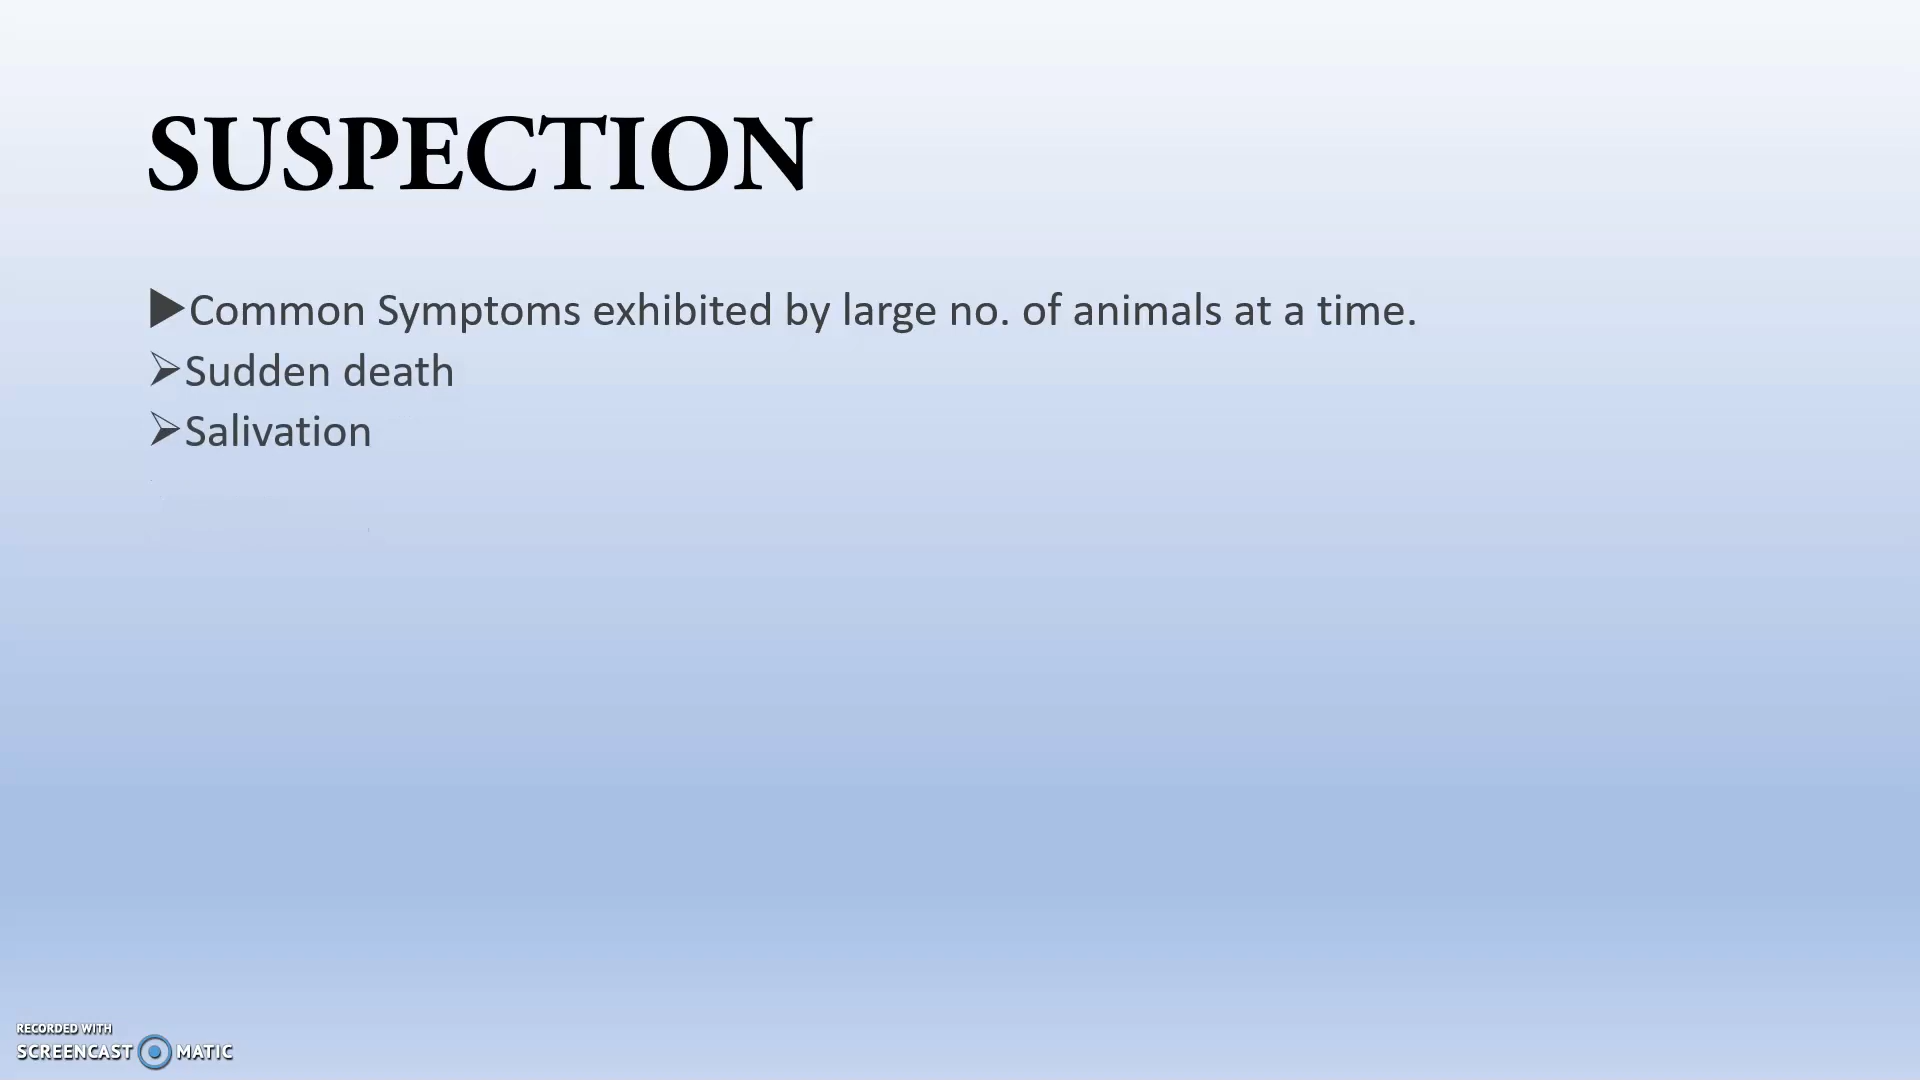 SUSPECTION
▶Common Symptoms exhibited by large no. of animals at a time.
➢Sudden death
➢Salivation
RECORDED WITH
SCREENCAST MATIC